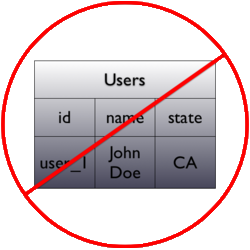 Users
id name state
user_1 John Doe CA